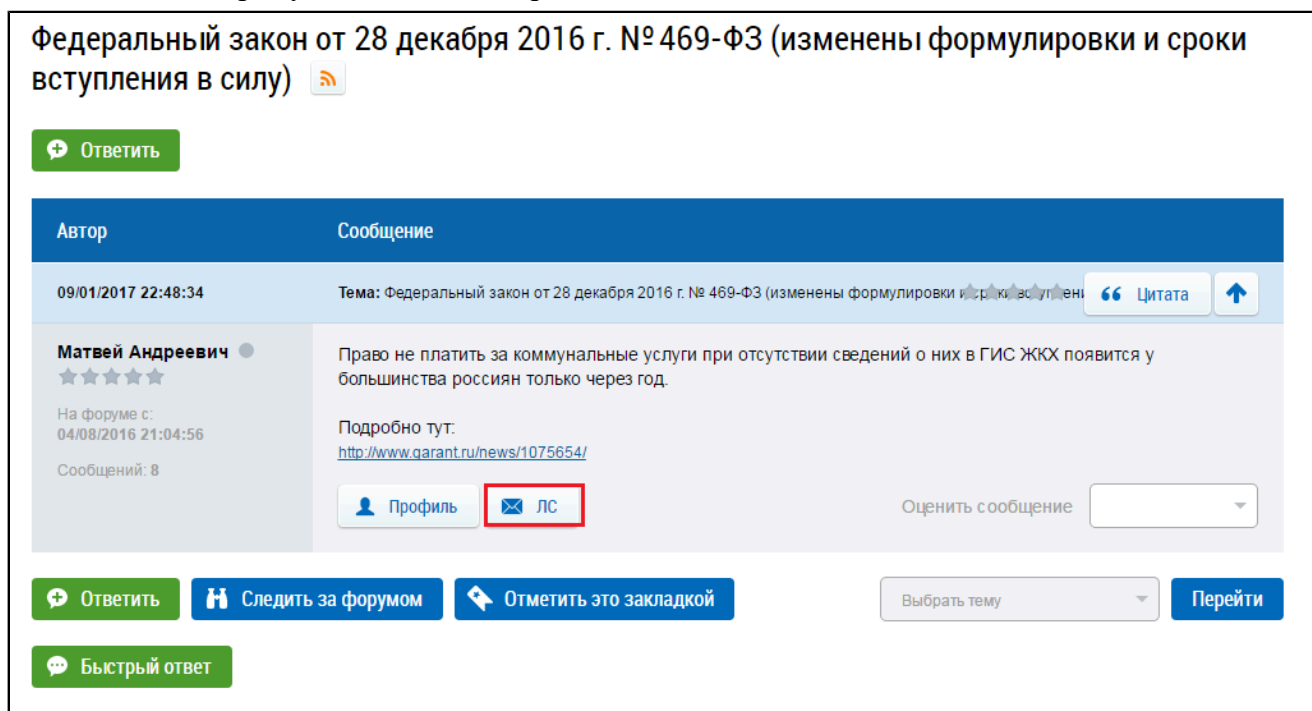 Федеральный закон от 28 декабря 2016 г. № 469-ФЗ (изменены формулировки и сроки
вступления в силу)
Ответить
Автор Сообщение
09/01/2017 22:48:34 Тема: Федеральный закон от 28 декабря 2016 г. № 469-ФЗ (изменены формулировки и сроки вступлени Цитата
Матвей Андреевич Право не платить за коммунальные услуги при отсутствии сведений о них в ГИС ЖКХ появится у
большинства россиян только через год.
На форуме с:
04/08/2016 21:04:56 Подробно тут:
http://www.garant.ru/news/1075654/
Сообщений: 8
Профиль ЛС Оценить сообщение
Ответить Следить за форумом Отметить это закладкой Выбрать тему Перейти
Быстрый ответ